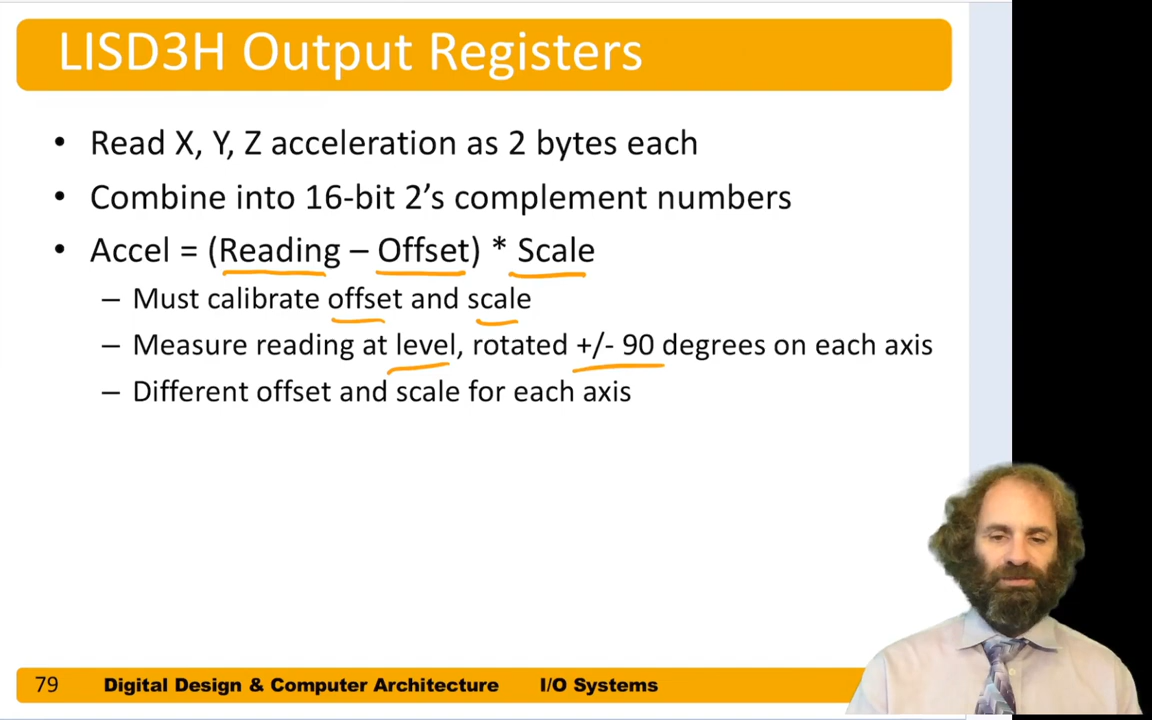 LISD3H Output Registers
• Read X, Y, Z acceleration as 2 bytes each
• Combine into 16-bit 2’s complement numbers
• Accel = (Reading – Offset) * Scale
– Must calibrate offset and scale
– Measure reading at level, rotated +/- 90 degrees on each axis
– Different offset and scale for each axis
79 Digital Design & Computer Architecture I/O Systems